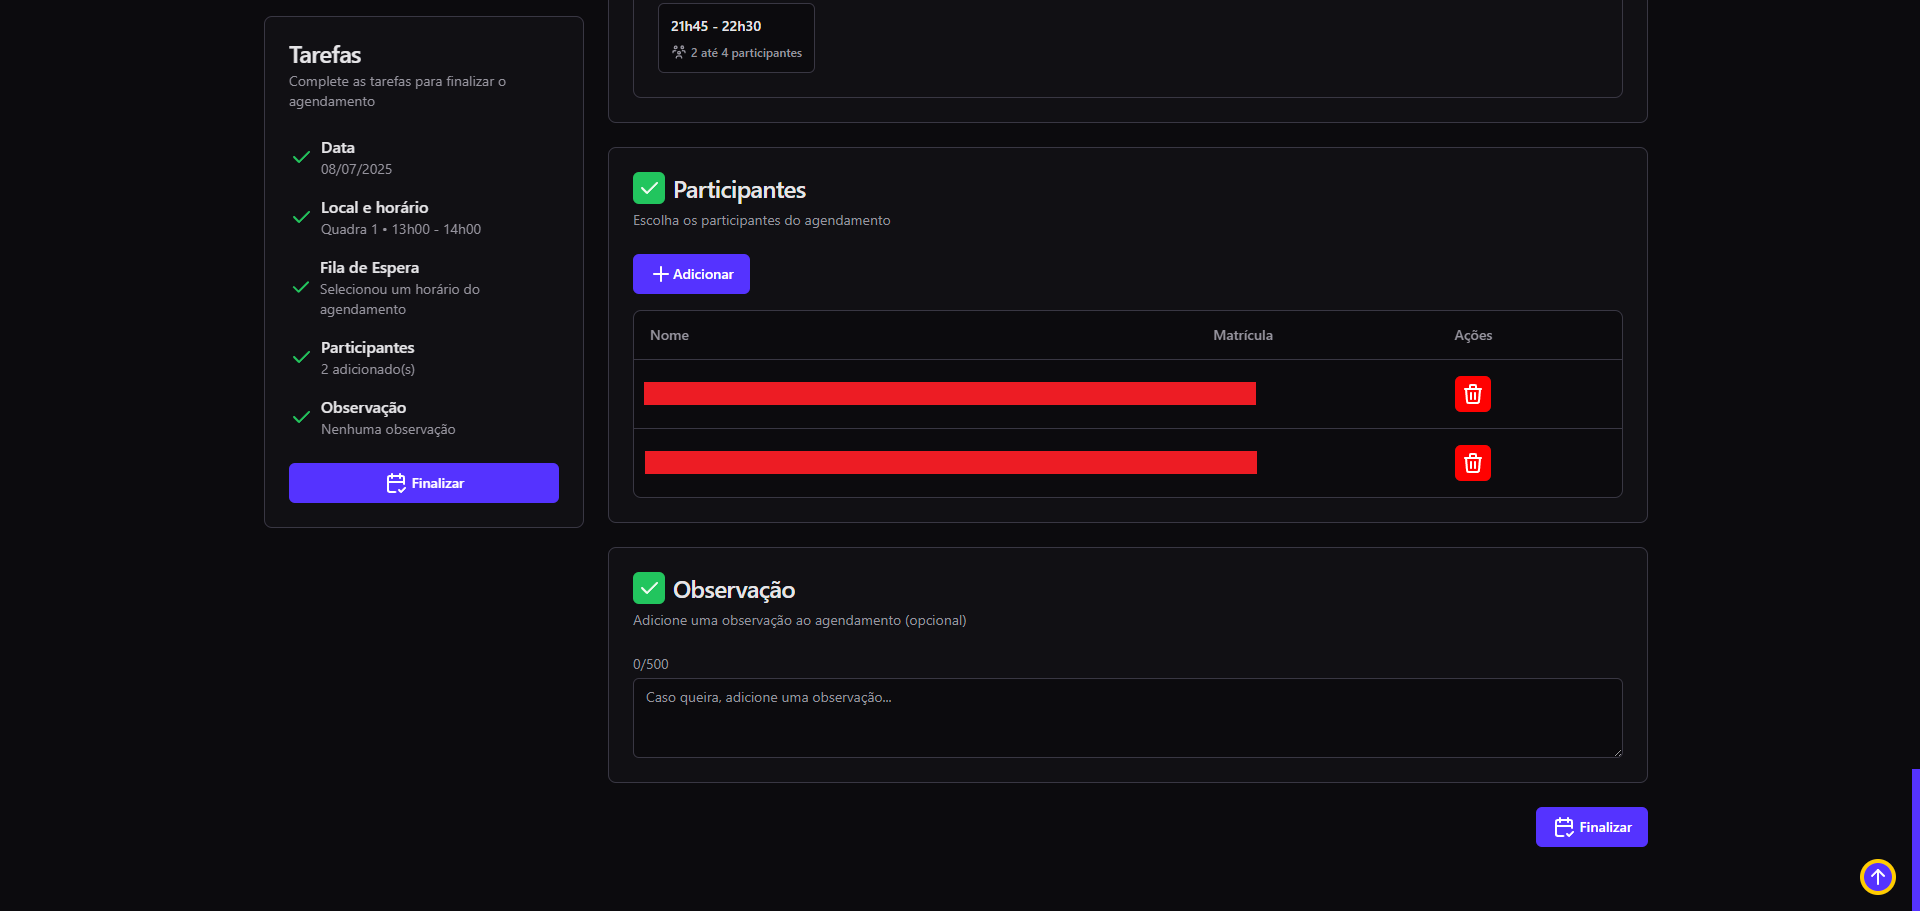 Tarefas
Complete as tarefas para finalizar o
agendamento
Data
08/07/2025
Local e horário
Quadra 1 • 13h00 - 14h00
Fila de Espera
Selecionou um horário do
agendamento
Participantes
2 adicionado(s)
Observação
Nenhuma observação
Finalizar
21h45 - 22h30
2 até 4 participantes
Participantes
Escolha os participantes do agendamento
Adicionar
Nome Matrícula Ações
Observação
Adicione uma observação ao agendamento (opcional)
0/500
Caso queira, adicione uma observação...
Finalizar